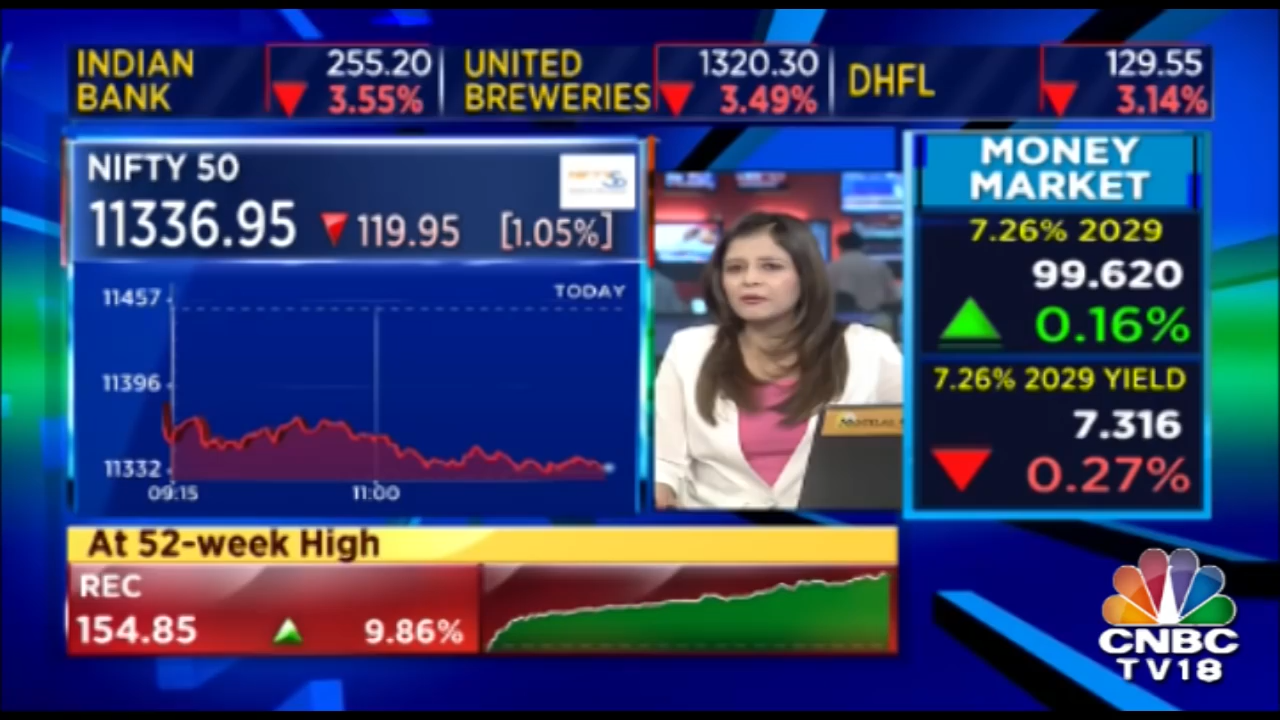 INDIAN BANK
255.20
3.55%
UNITED BREWERIES
1320.30
3.49%
DHFL
129.55
3.14%
NIFTY 50
11336.95 119.95 [1.05%]
TODAY
11457
11396
11332
09:15 11:00
MONEY
MARKET
7.26% 2029
99.620
0.16%
7.26% 2029 YIELD
7.316
0.27%
At 52-week High
REC
154.85 9.86%
CNBC
TV18